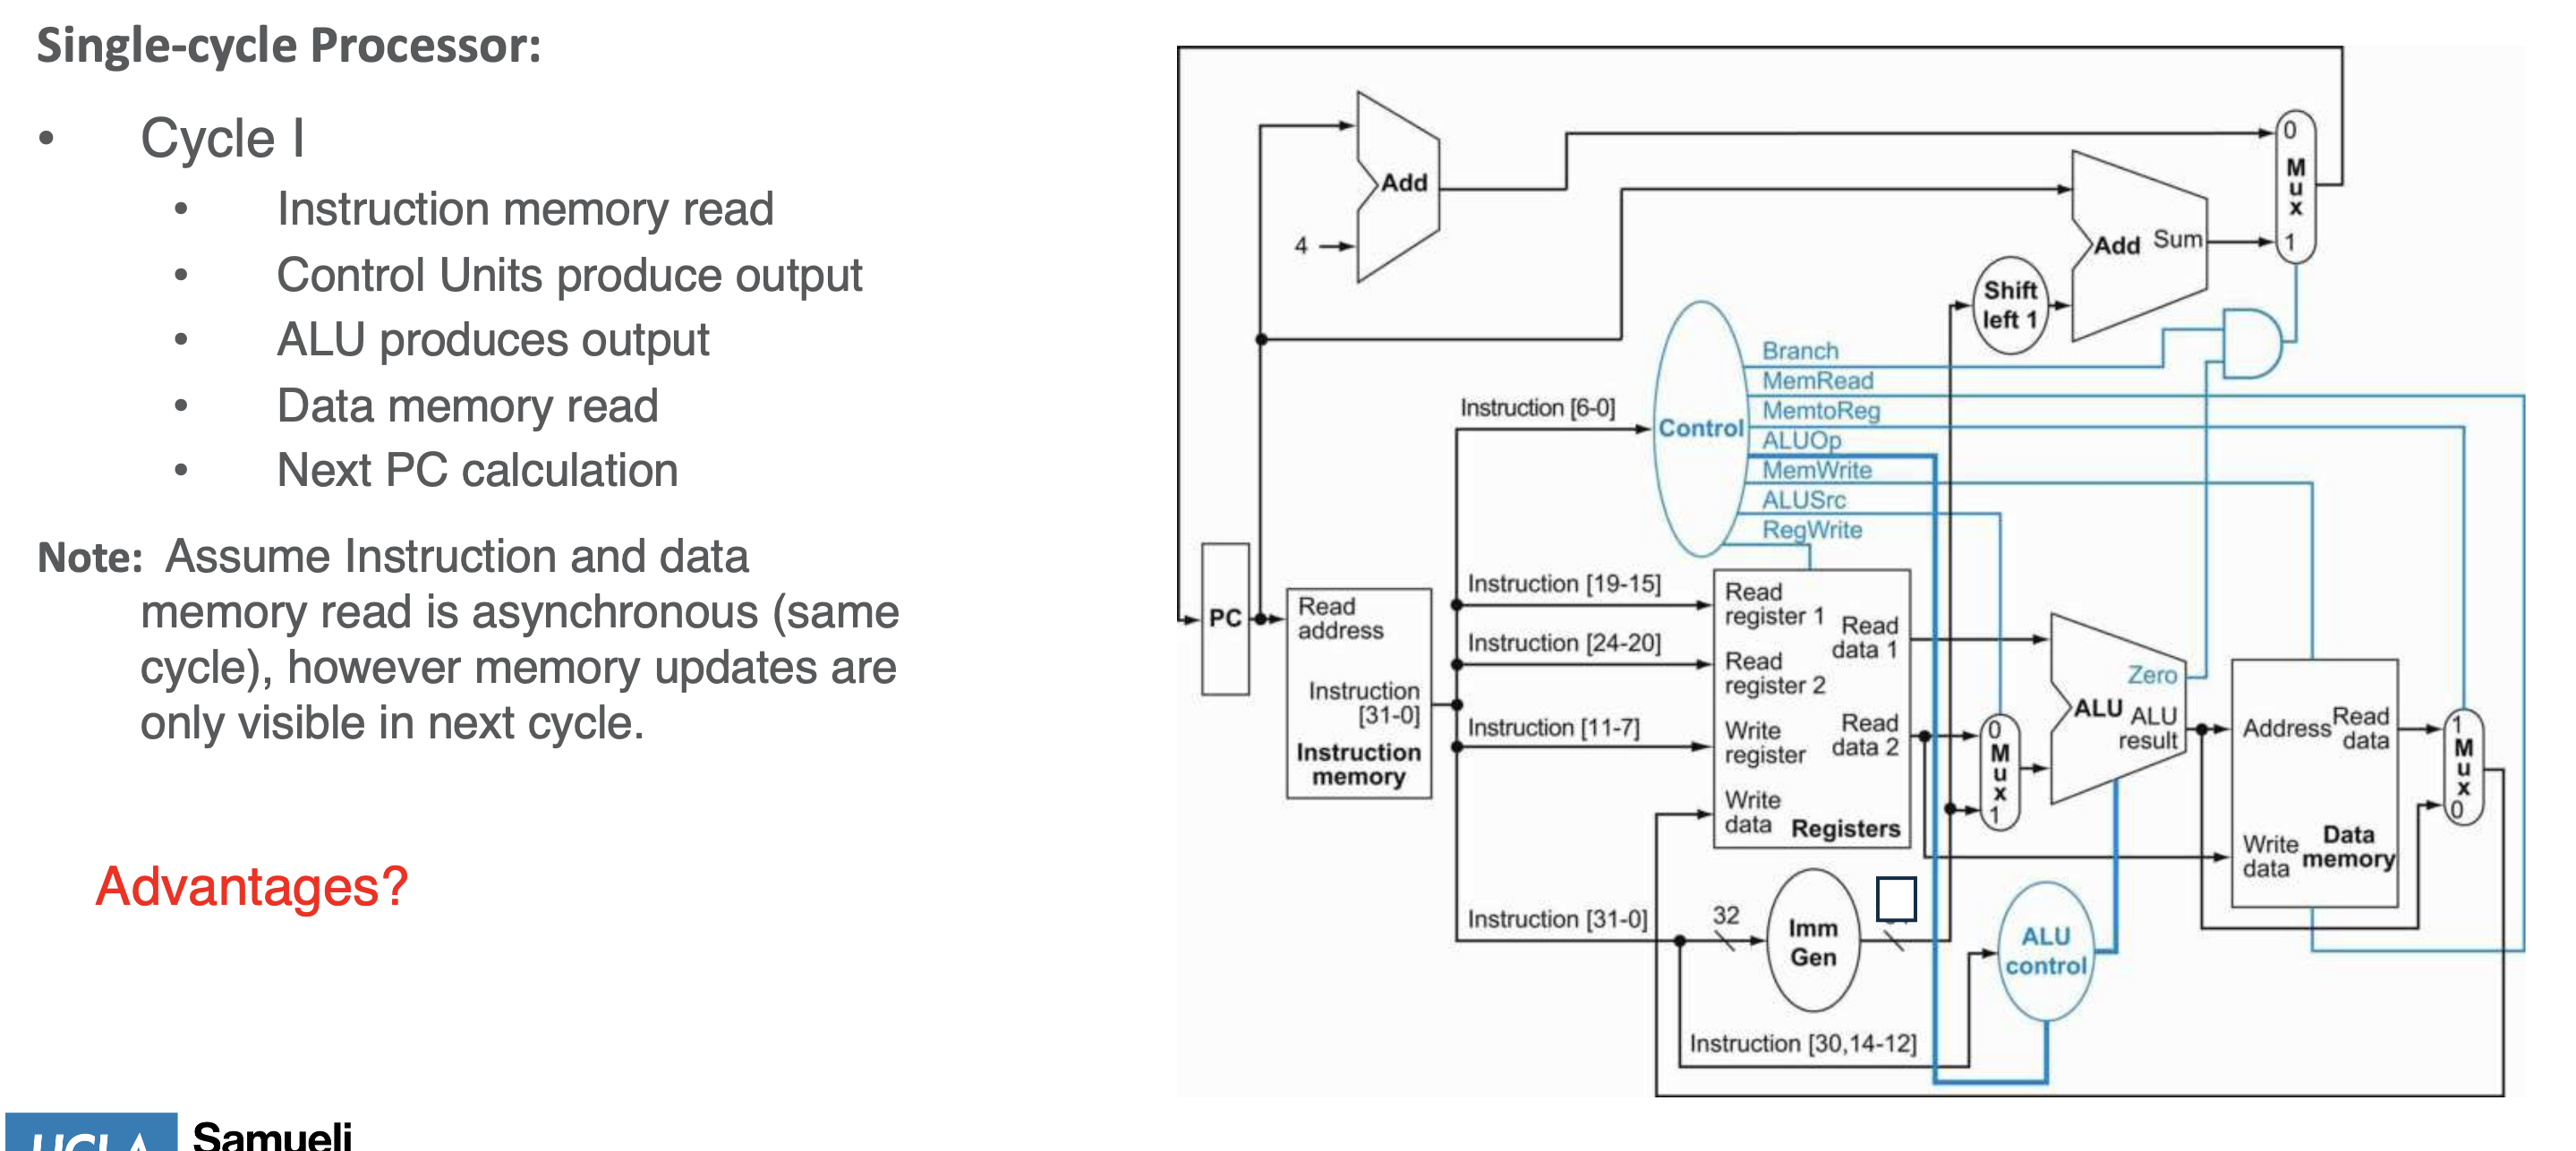 Single-cycle Processor:
• Cycle I
• Instruction memory read
• Control Units produce output
• ALU produces output
• Data memory read
• Next PC calculation
Note: Assume Instruction and data
memory read is asynchronous (same
cycle), however memory updates are
only visible in next cycle.
Advantages?
UCLA Samueli
Add
4
Add Sum
0
M
u
x
1
Shift
left 1
Branch
MemRead
MemtoReg
ALUOp
MemWrite
ALUSrc
RegWrite
Control
Instruction [6-0]
Instruction [19-15]
Instruction [24-20]
Instruction [11-7]
Instruction [31-0]
Instruction [30,14-12]
PC
Read
address
Instruction
[31-0]
Instruction
memory
Read
register 1
Read
register 2
Write
register
Write
data
Read
data 1
Read
data 2
Registers
32
Imm
Gen
0
M
u
x
1
Zero
ALU
ALU
result
ALU
control
Address
Read
data
Write
data
Data
memory
1
M
u
x
0